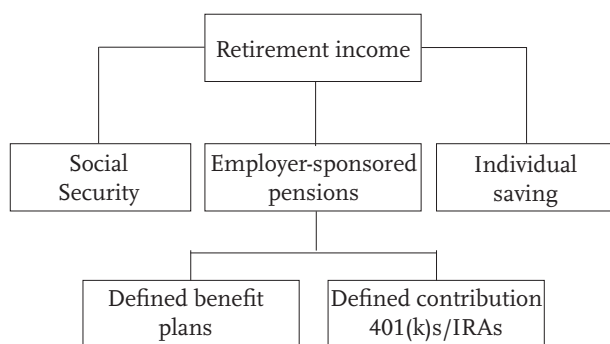 Retirement income
Social
Security
Employer-sponsored
pensions
Individual
saving
Defined benefit
plans
Defined contribution
401(k)s/IRAs